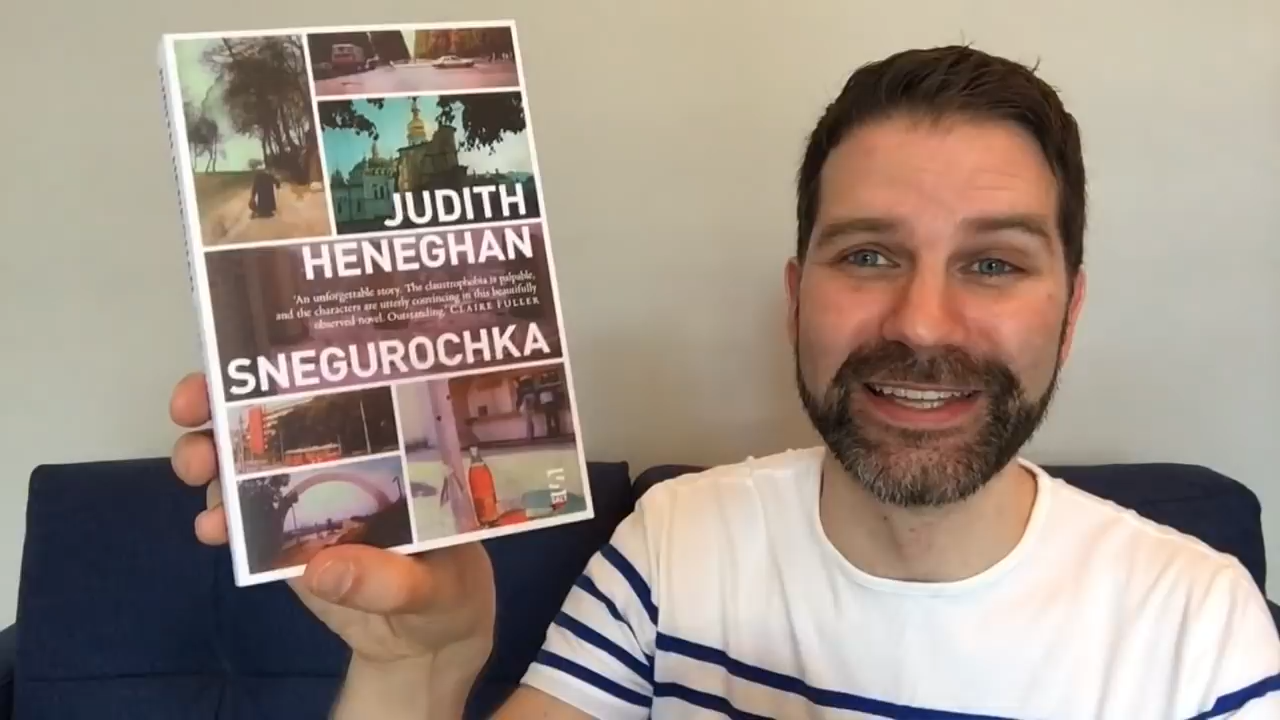 JUDITH
HENEGHAN
'An unforgettable story. The claustrophobia is palpable,
and the characters are utterly convincing in this beautifully
observed novel. Outstanding.' CLAIRE FULLER
SNEGUROCHKA